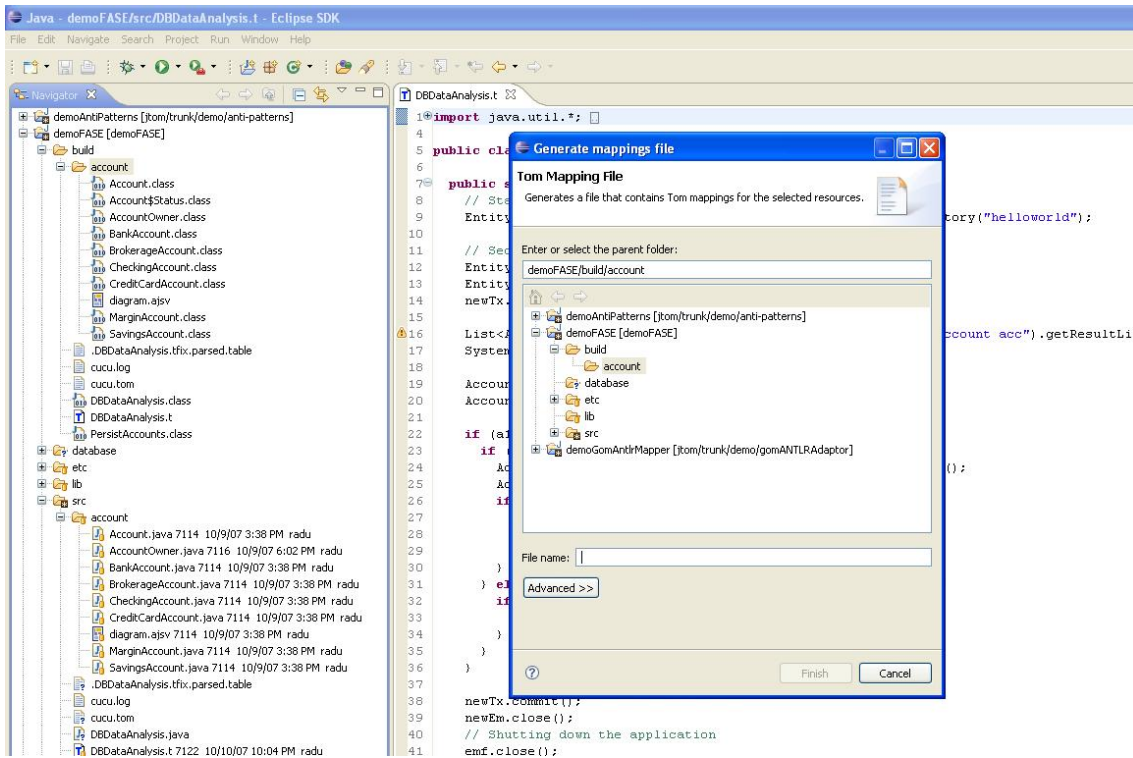 Java - demoFASE/src/DBDataAnalysis.t - Eclipse SDK
File Edit Navigate Search Project Run Window Help
Navigator
demoAntiPatterns [jtom/trunk/demo/anti-patterns]
demoFASE [demoFASE]
build
account
Account.class
Account$Status.class
AccountOwner.class
BankAccount.class
BrokerageAccount.class
CheckingAccount.class
CreditCardAccount.class
diagram.ajsv
MarginAccount.class
SavingsAccount.class
.DBDataAnalysis.tfix.parsed.table
cucu.log
cucu.tom
DBDataAnalysis.class
DBDataAnalysis.t
PersistAccounts.class
database
etc
lib
src
account
Account.java 7114 10/9/07 3:38 PM radu
AccountOwner.java 7116 10/9/07 6:02 PM radu
BankAccount.java 7114 10/9/07 3:38 PM radu
BrokerageAccount.java 7114 10/9/07 3:38 PM radu
CheckingAccount.java 7114 10/9/07 3:38 PM radu
CreditCardAccount.java 7114 10/9/07 3:38 PM radu
diagram.ajsv 7114 10/9/07 3:38 PM radu
MarginAccount.java 7114 10/9/07 3:38 PM radu
SavingsAccount.java 7114 10/9/07 3:38 PM radu
.DBDataAnalysis.tfix.parsed.table
cucu.log
cucu.tom
DBDataAnalysis.java
DBDataAnalysis.t 7122 10/10/07 10:04 PM radu
DBDataAnalysis.t
1 import java.util.*;
4
5 public cla
6
7 public s
8 // Sta
9 Entity tory("helloworld");
10
11 // Sec
12 Entity
13 Entity
14 newTx.
15
16 List<A ccount acc").getResultLi
17 System
18
19 Accour
20 Accour
21
22 if (a1
23 if
24 Ac ();
25 Ac
26 if
27
28
29
30 }
31 } el
32 if
33
34 }
35 }
36 }
37
38 newTx.commit();
39 newEm.close();
40 // Shutting down the application
41 emf.close();
Generate mappings file
Tom Mapping File
Generates a file that contains Tom mappings for the selected resources.
Enter or select the parent folder:
demoFASE/build/account
demoAntiPatterns [jtom/trunk/demo/anti-patterns]
demoFASE [demoFASE]
build
account
database
etc
lib
src
demoGomAntlrMapper [jtom/trunk/demo/gomANTLRAdaptor]
File name:
Advanced >>
Finish
Cancel